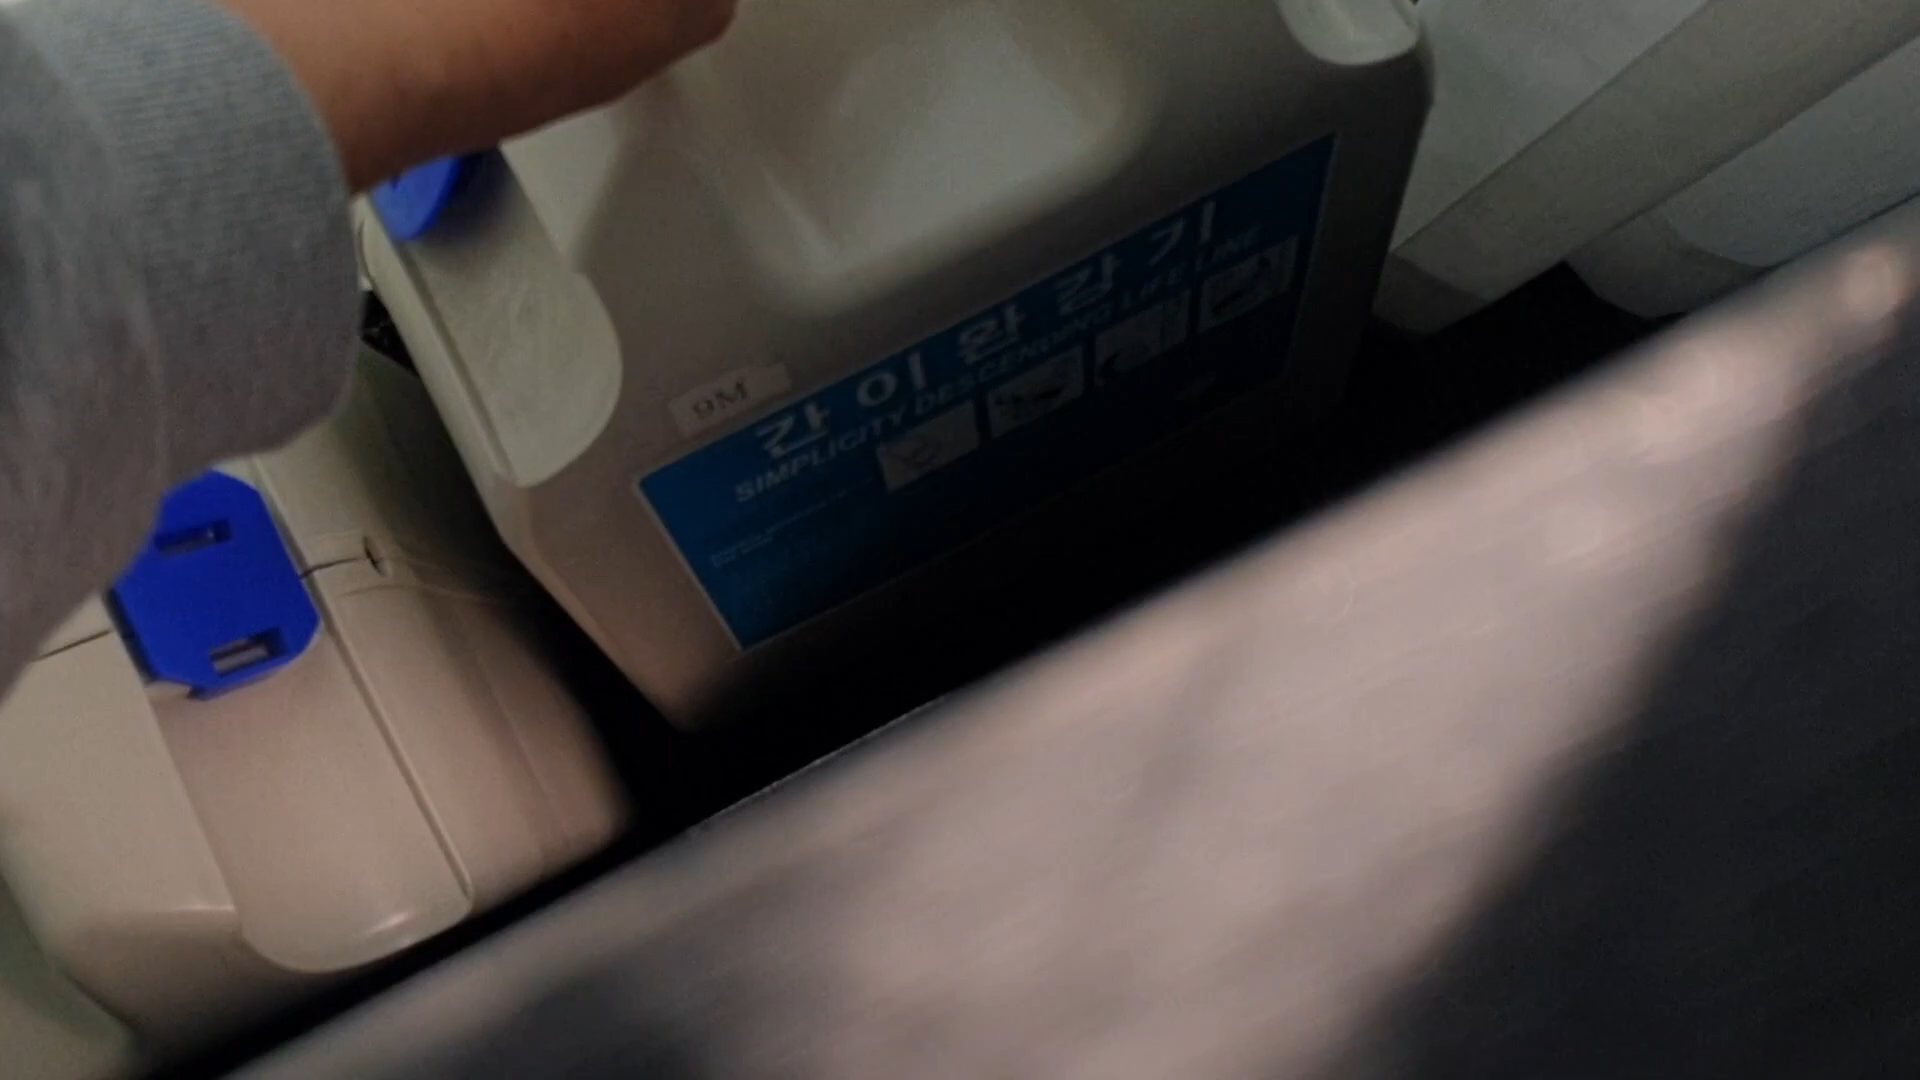 9M
간이완강기
SIMPLICITY DESCENDING LIFE LINE